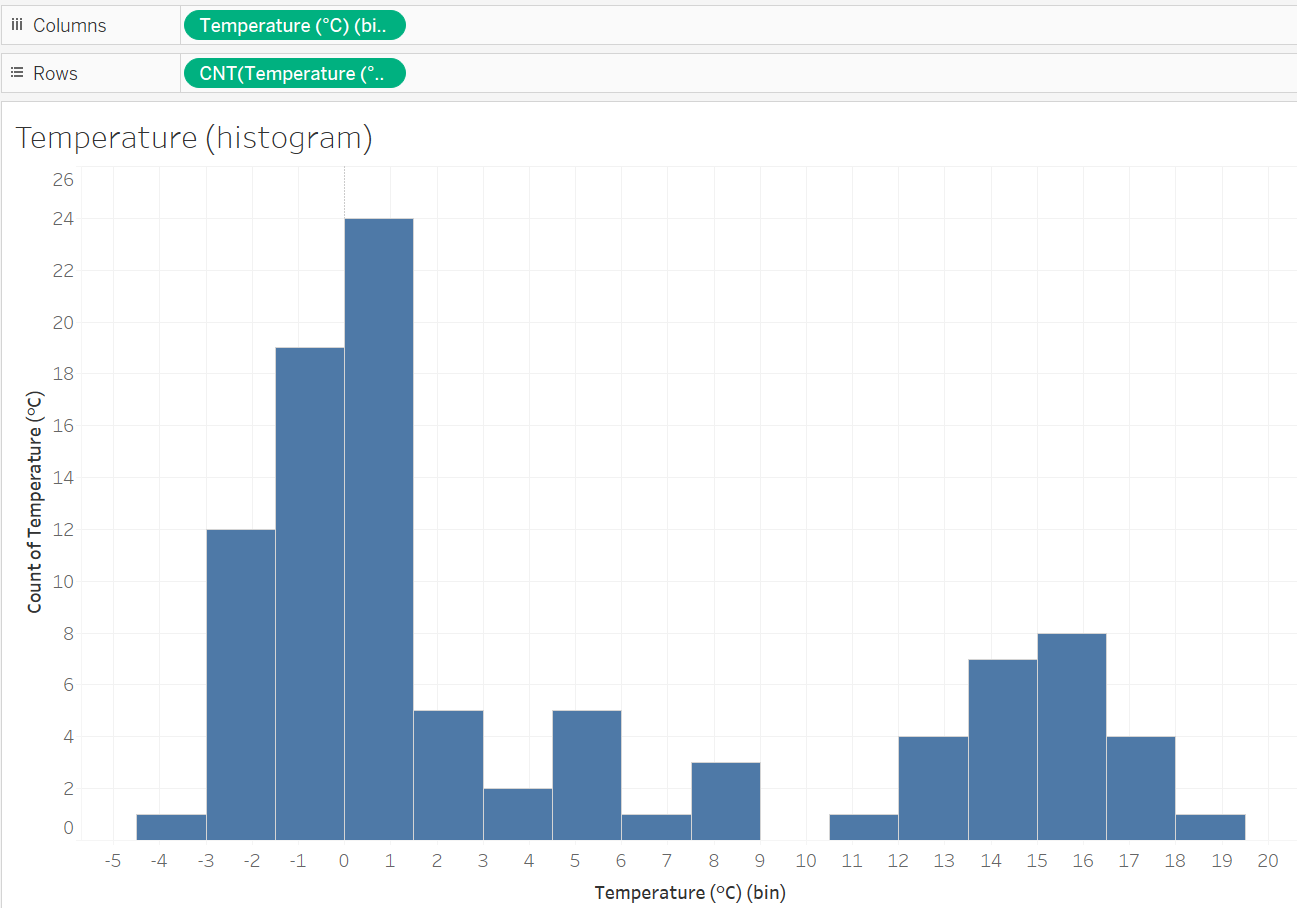 Columns
Temperature (°C) (bi..
Rows
CNT(Temperature (°..
Temperature (histogram)
26
24
22
20
18
16
14
12
10
8
6
4
2
0
Count of Temperature (°C)
-5 -4 -3 -2 -1 0 1 2 3 4 5 6 7 8 9 10 11 12 13 14 15 16 17 18 19 20
Temperature (°C) (bin)